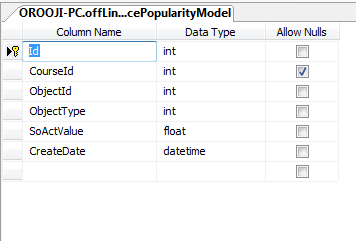 OROOJI-PC.offLin...cePopularityModel
Column Name Data Type Allow Nulls
Id int
CourseId int
ObjectId int
ObjectType int
SoActValue float
CreateDate datetime